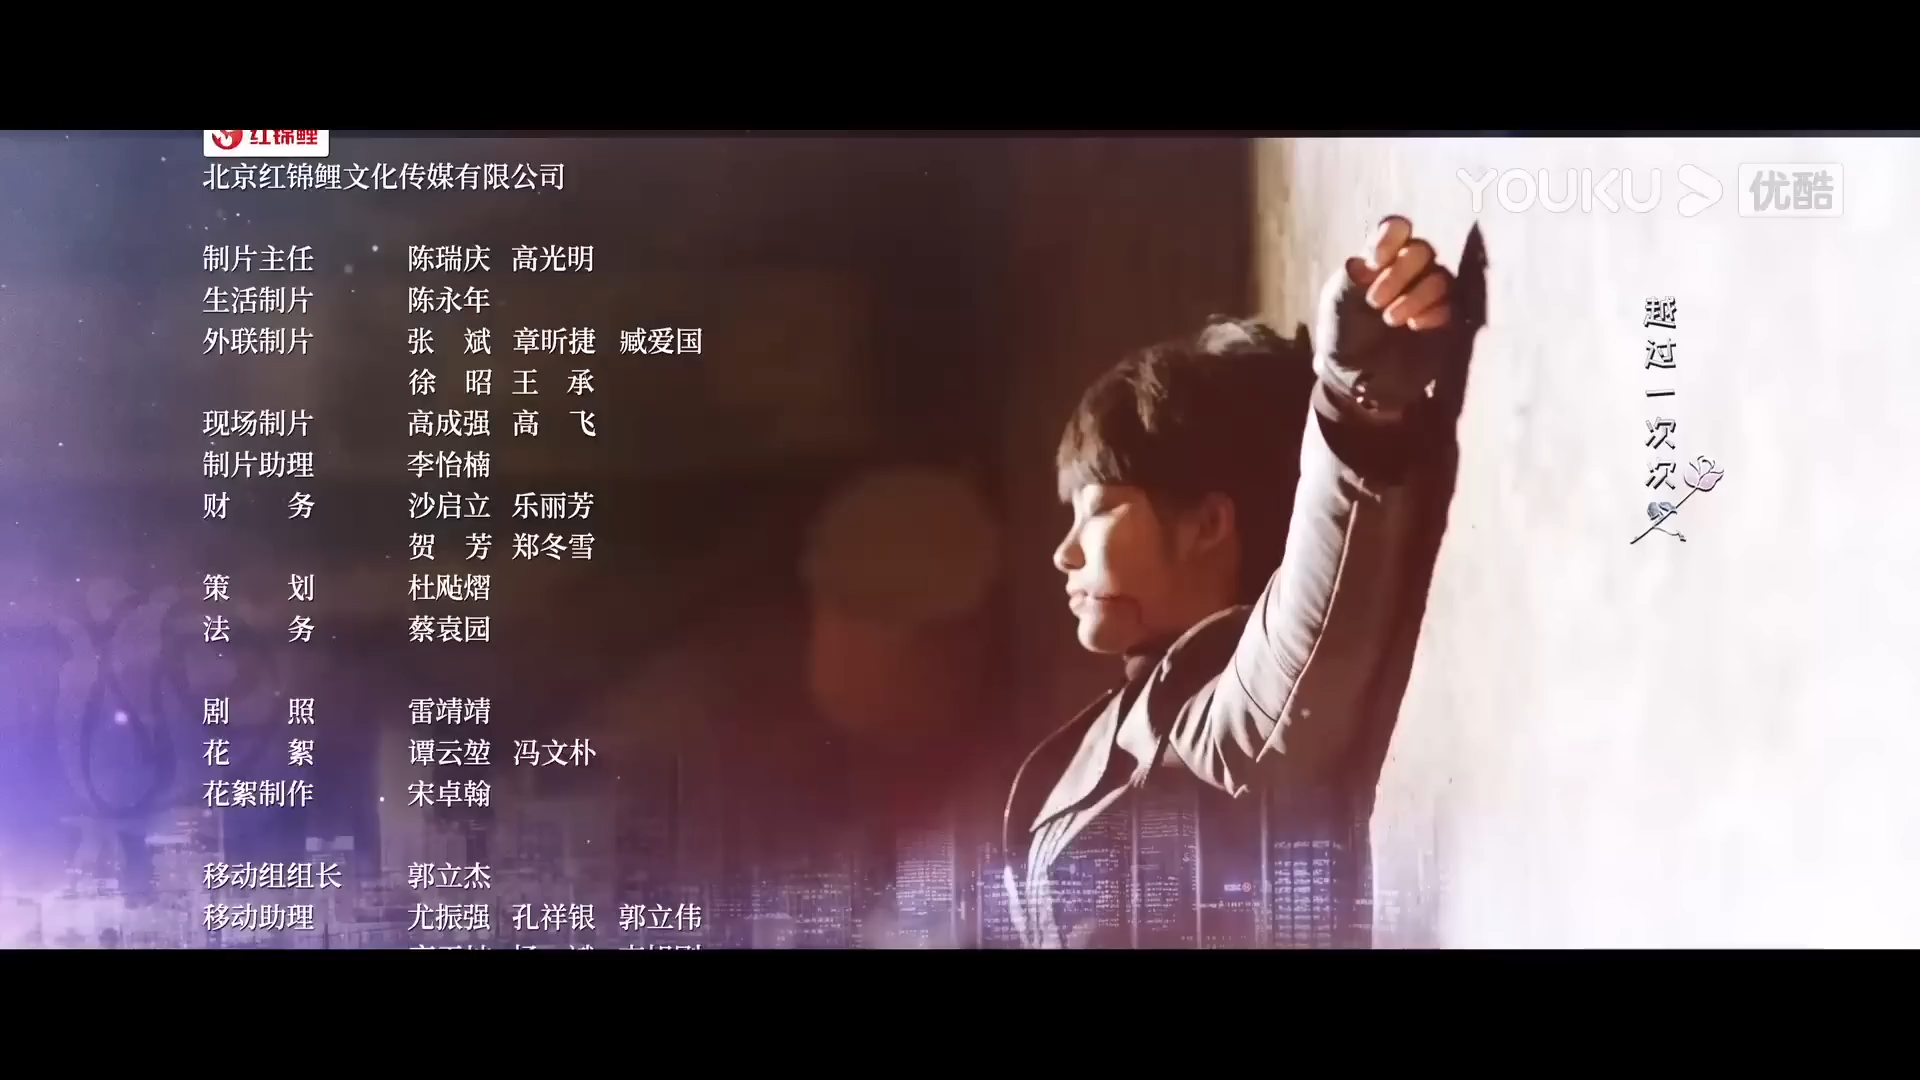 红锦鲤
北京红锦鲤文化传媒有限公司
YOUKU 优酷
制片主任 陈瑞庆 高光明
生活制片 陈永年
外联制片 张 斌 章昕捷 臧爱国
徐 昭 王 承
现场制片 高成强 高 飞
制片助理 李怡楠
财 务 沙启立 乐丽芳
贺 芳 郑冬雪
策 划 杜飐熠
法 务 蔡袁园
剧 照 雷靖靖
花 絮 谭云堃 冯文朴
花絮制作 宋卓翰
移动组组长 郭立杰
移动助理 尤振强 孔祥银 郭立伟
越过一次次